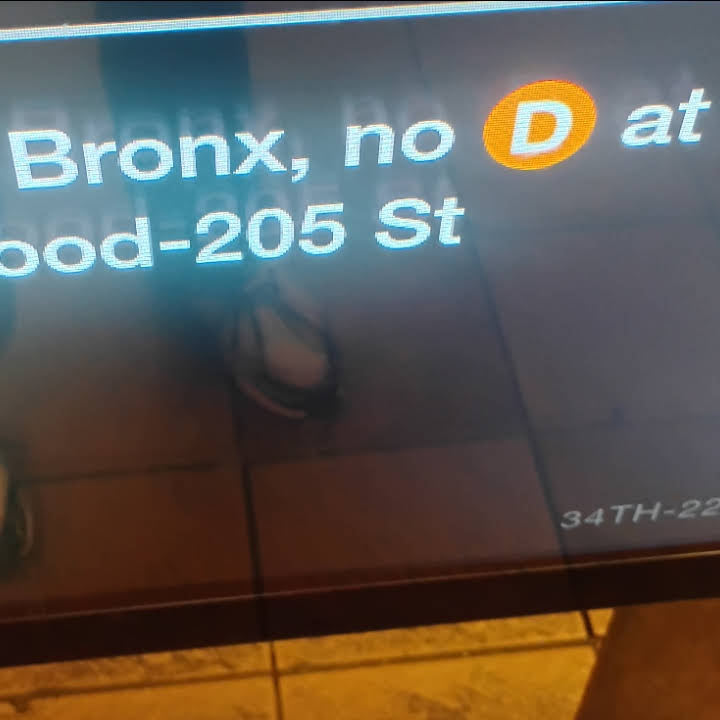 Bronx, no D at
ood-205 St
34TH-22